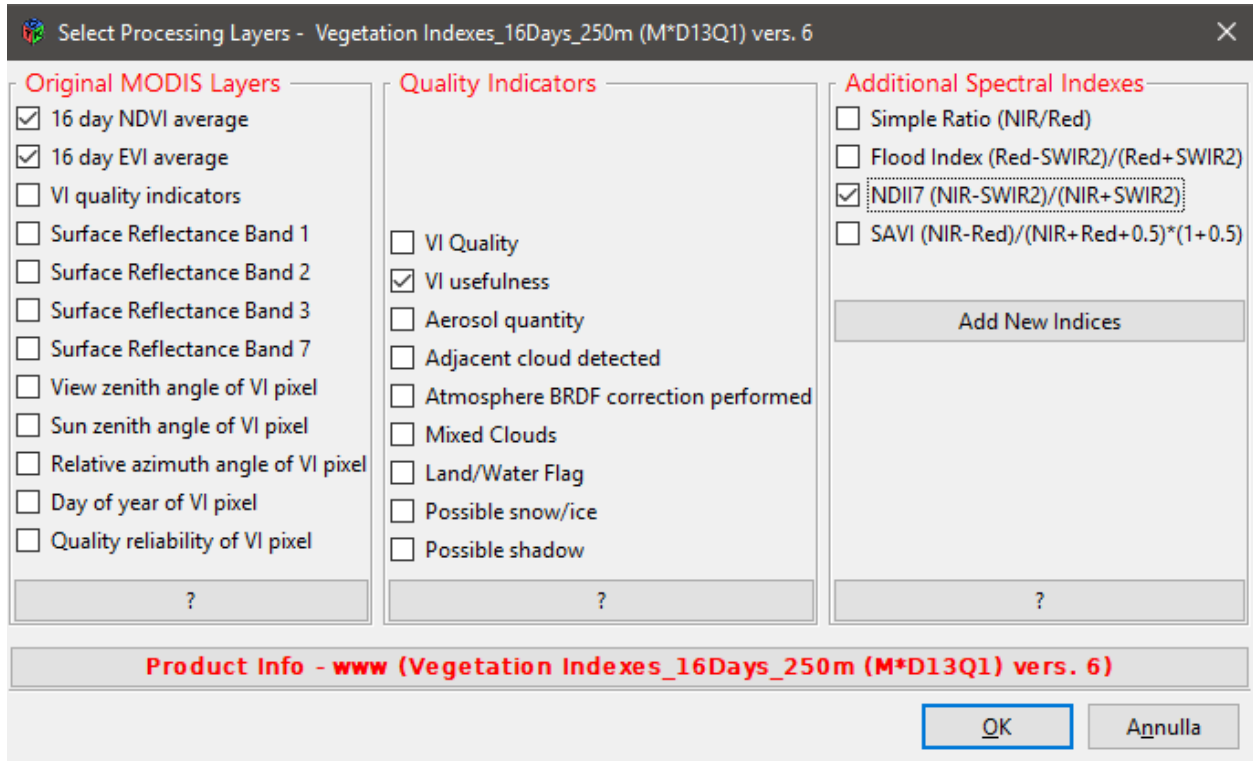 Select Processing Layers - Vegetation Indexes_16Days_250m (M*D13Q1) vers. 6
Original MODIS Layers
16 day NDVI average
16 day EVI average
VI quality indicators
Surface Reflectance Band 1
Surface Reflectance Band 2
Surface Reflectance Band 3
Surface Reflectance Band 7
View zenith angle of VI pixel
Sun zenith angle of VI pixel
Relative azimuth angle of VI pixel
Day of year of VI pixel
Quality reliability of VI pixel
?
Quality Indicators
VI Quality
VI usefulness
Aerosol quantity
Adjacent cloud detected
Atmosphere BRDF correction performed
Mixed Clouds
Land/Water Flag
Possible snow/ice
Possible shadow
?
Additional Spectral Indexes
Simple Ratio (NIR/Red)
Flood Index (Red-SWIR2)/(Red+SWIR2)
NDII7 (NIR-SWIR2)/(NIR+SWIR2)
SAVI (NIR-Red)/(NIR+Red+0.5)*(1+0.5)
Add New Indices
?
Product Info - www (Vegetation Indexes_16Days_250m (M*D13Q1) vers. 6)
OK
Annulla